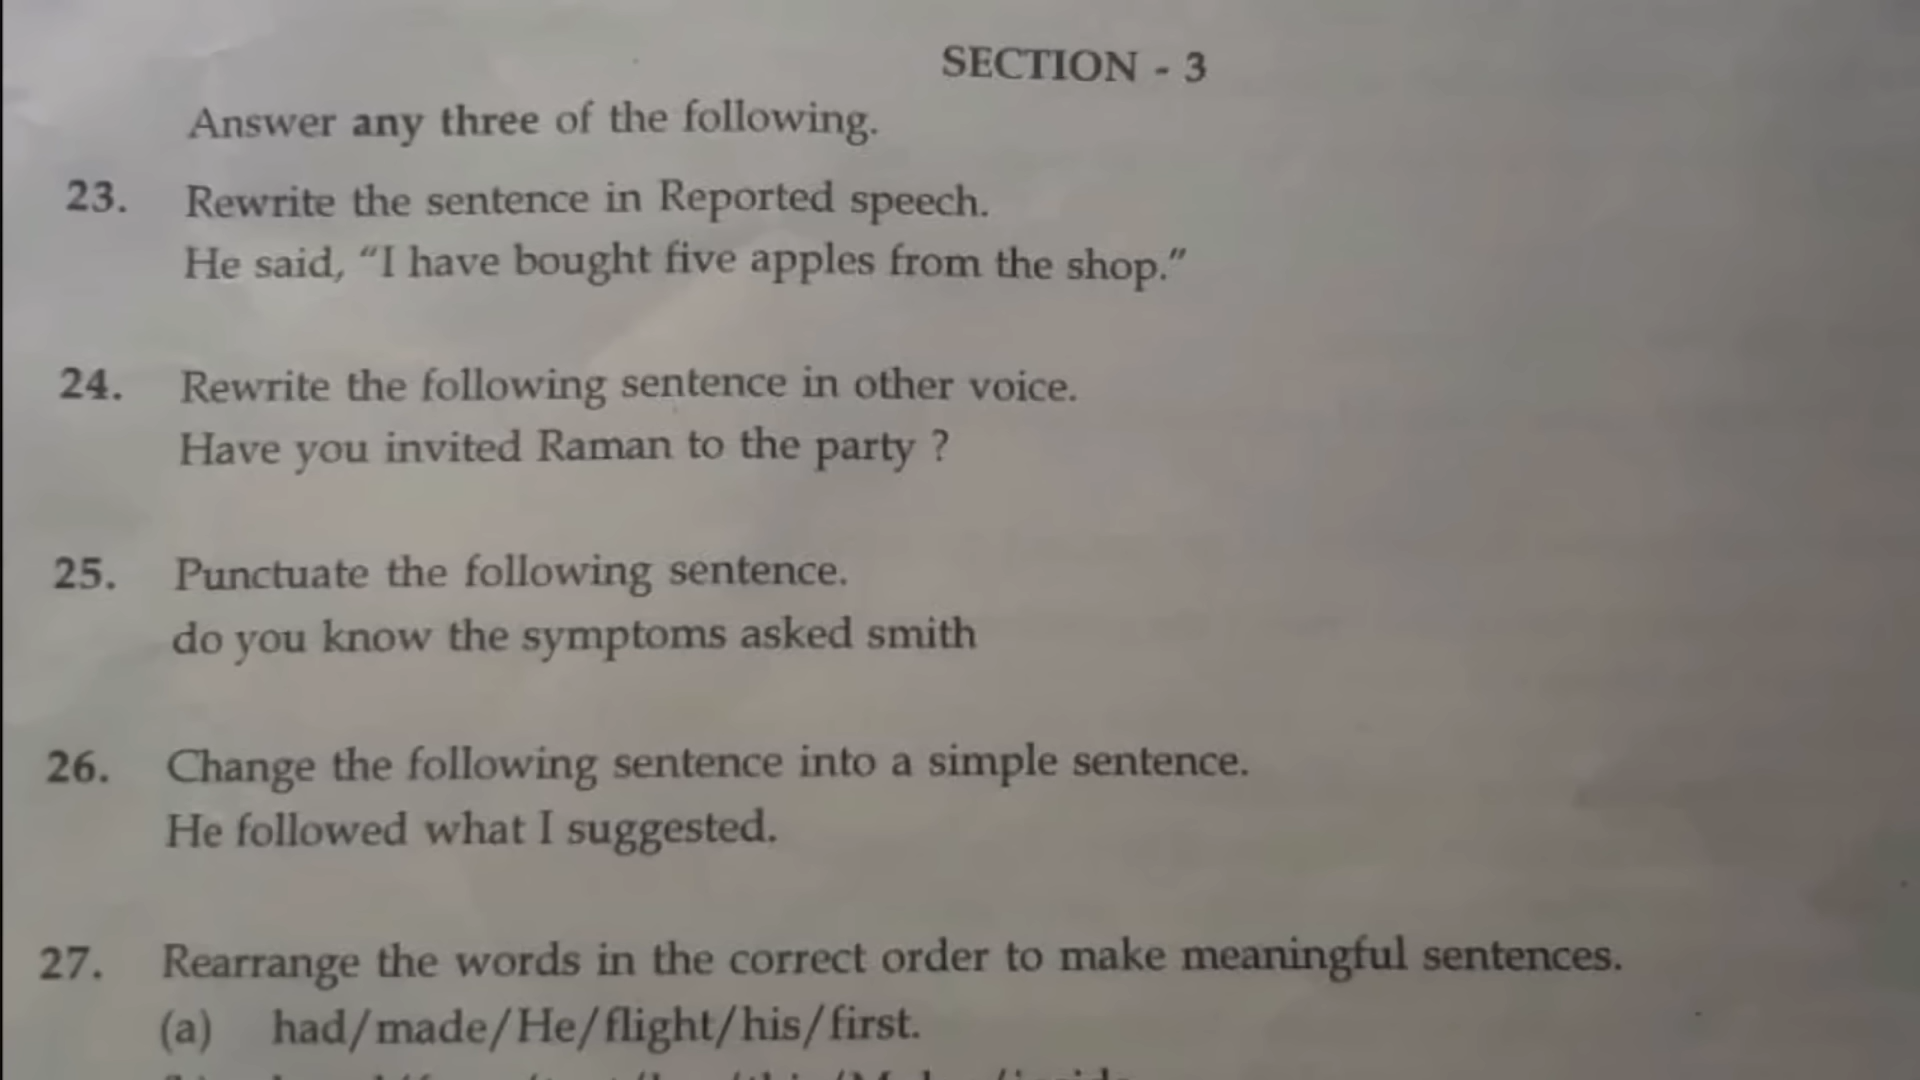 SECTION - 3
Answer any three of the following.
23. Rewrite the sentence in Reported speech.
He said, “I have bought five apples from the shop.”
24. Rewrite the following sentence in other voice.
Have you invited Raman to the party ?
25. Punctuate the following sentence.
do you know the symptoms asked smith
26. Change the following sentence into a simple sentence.
He followed what I suggested.
27. Rearrange the words in the correct order to make meaningful sentences.
(a) had/made/He/flight/his/first.